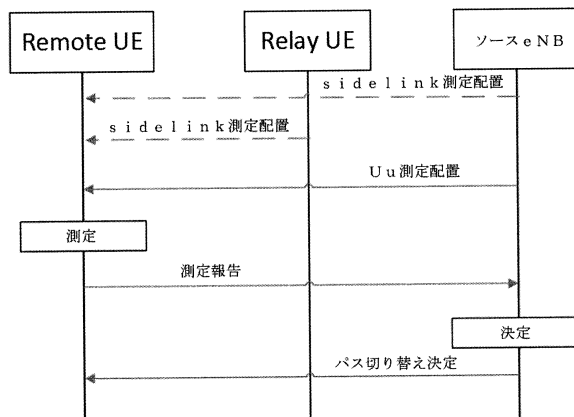 Remote UE
Relay UE
ソースｅＮＢ
ｓｉｄｅｌｉｎｋ測定配置
ｓｉｄｅｌｉｎｋ測定配置
Ｕｕ測定配置
測定
測定報告
決定
パス切り替え決定